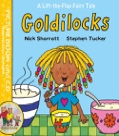 A Lift-the-Flap Fairy Tale
Goldilocks
Nick Sharratt Stephen Tucker